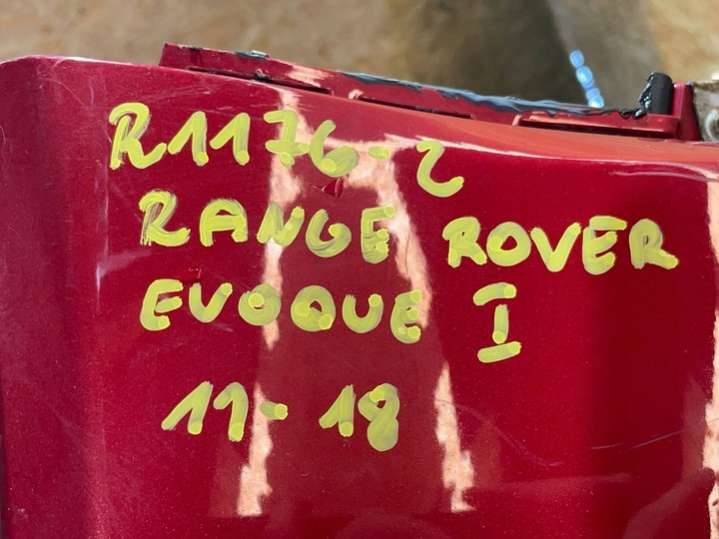 R1176-2
RANGE ROVER
EVOQUE I
11-18